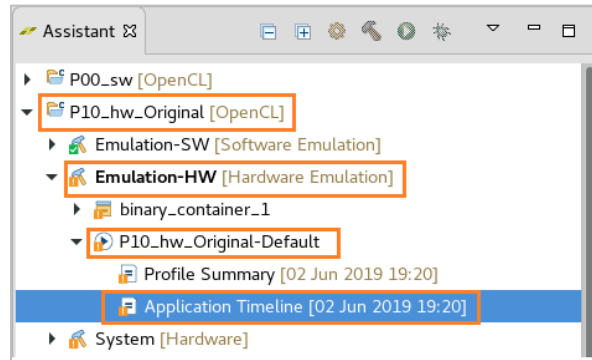 Assistant
P00_sw [OpenCL]
P10_hw_Original [OpenCL]
Emulation-SW [Software Emulation]
Emulation-HW [Hardware Emulation]
binary_container_1
P10_hw_Original-Default
Profile Summary [02 Jun 2019 19:20]
Application Timeline [02 Jun 2019 19:20]
System [Hardware]